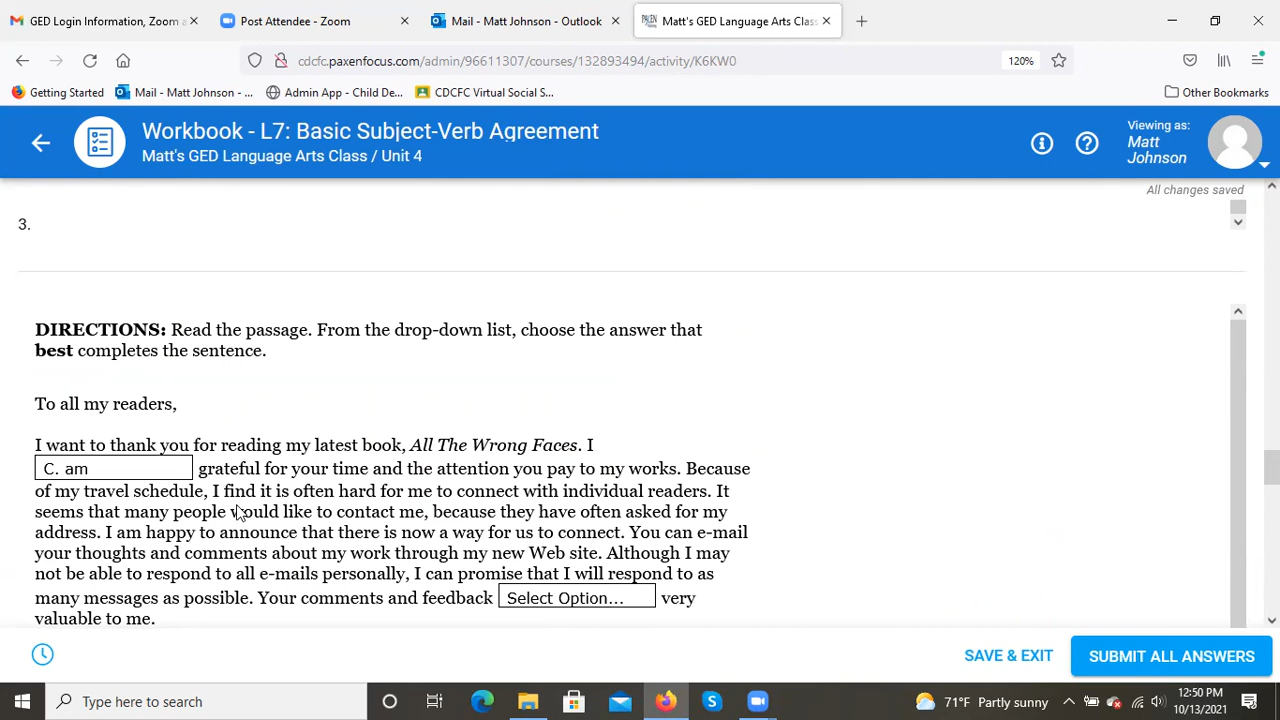 GED Login Information, Zoom a
Post Attendee - Zoom
Mail - Matt Johnson - Outlook
Matt's GED Language Arts Class
cdcfc.paxenfocus.com/admin/96611307/courses/132893494/activity/K6KW0
120%
Getting Started
Mail - Matt Johnson - ...
Admin App - Child De...
CDCFC Virtual Social S...
Other Bookmarks
Workbook - L7: Basic Subject-Verb Agreement
Matt's GED Language Arts Class / Unit 4
Viewing as:
Matt
Johnson
All changes saved
3.
DIRECTIONS: Read the passage. From the drop-down list, choose the answer that
best completes the sentence.
To all my readers,
I want to thank you for reading my latest book, All The Wrong Faces. I
C. am grateful for your time and the attention you pay to my works. Because
of my travel schedule, I find it is often hard for me to connect with individual readers. It
seems that many people would like to contact me, because they have often asked for my
address. I am happy to announce that there is now a way for us to connect. You can e-mail
your thoughts and comments about my work through my new Web site. Although I may
not be able to respond to all e-mails personally, I can promise that I will respond to as
many messages as possible. Your comments and feedback Select Option... very
valuable to me.
SAVE & EXIT
SUBMIT ALL ANSWERS
Type here to search
71°F Partly sunny
12:50 PM
10/13/2021